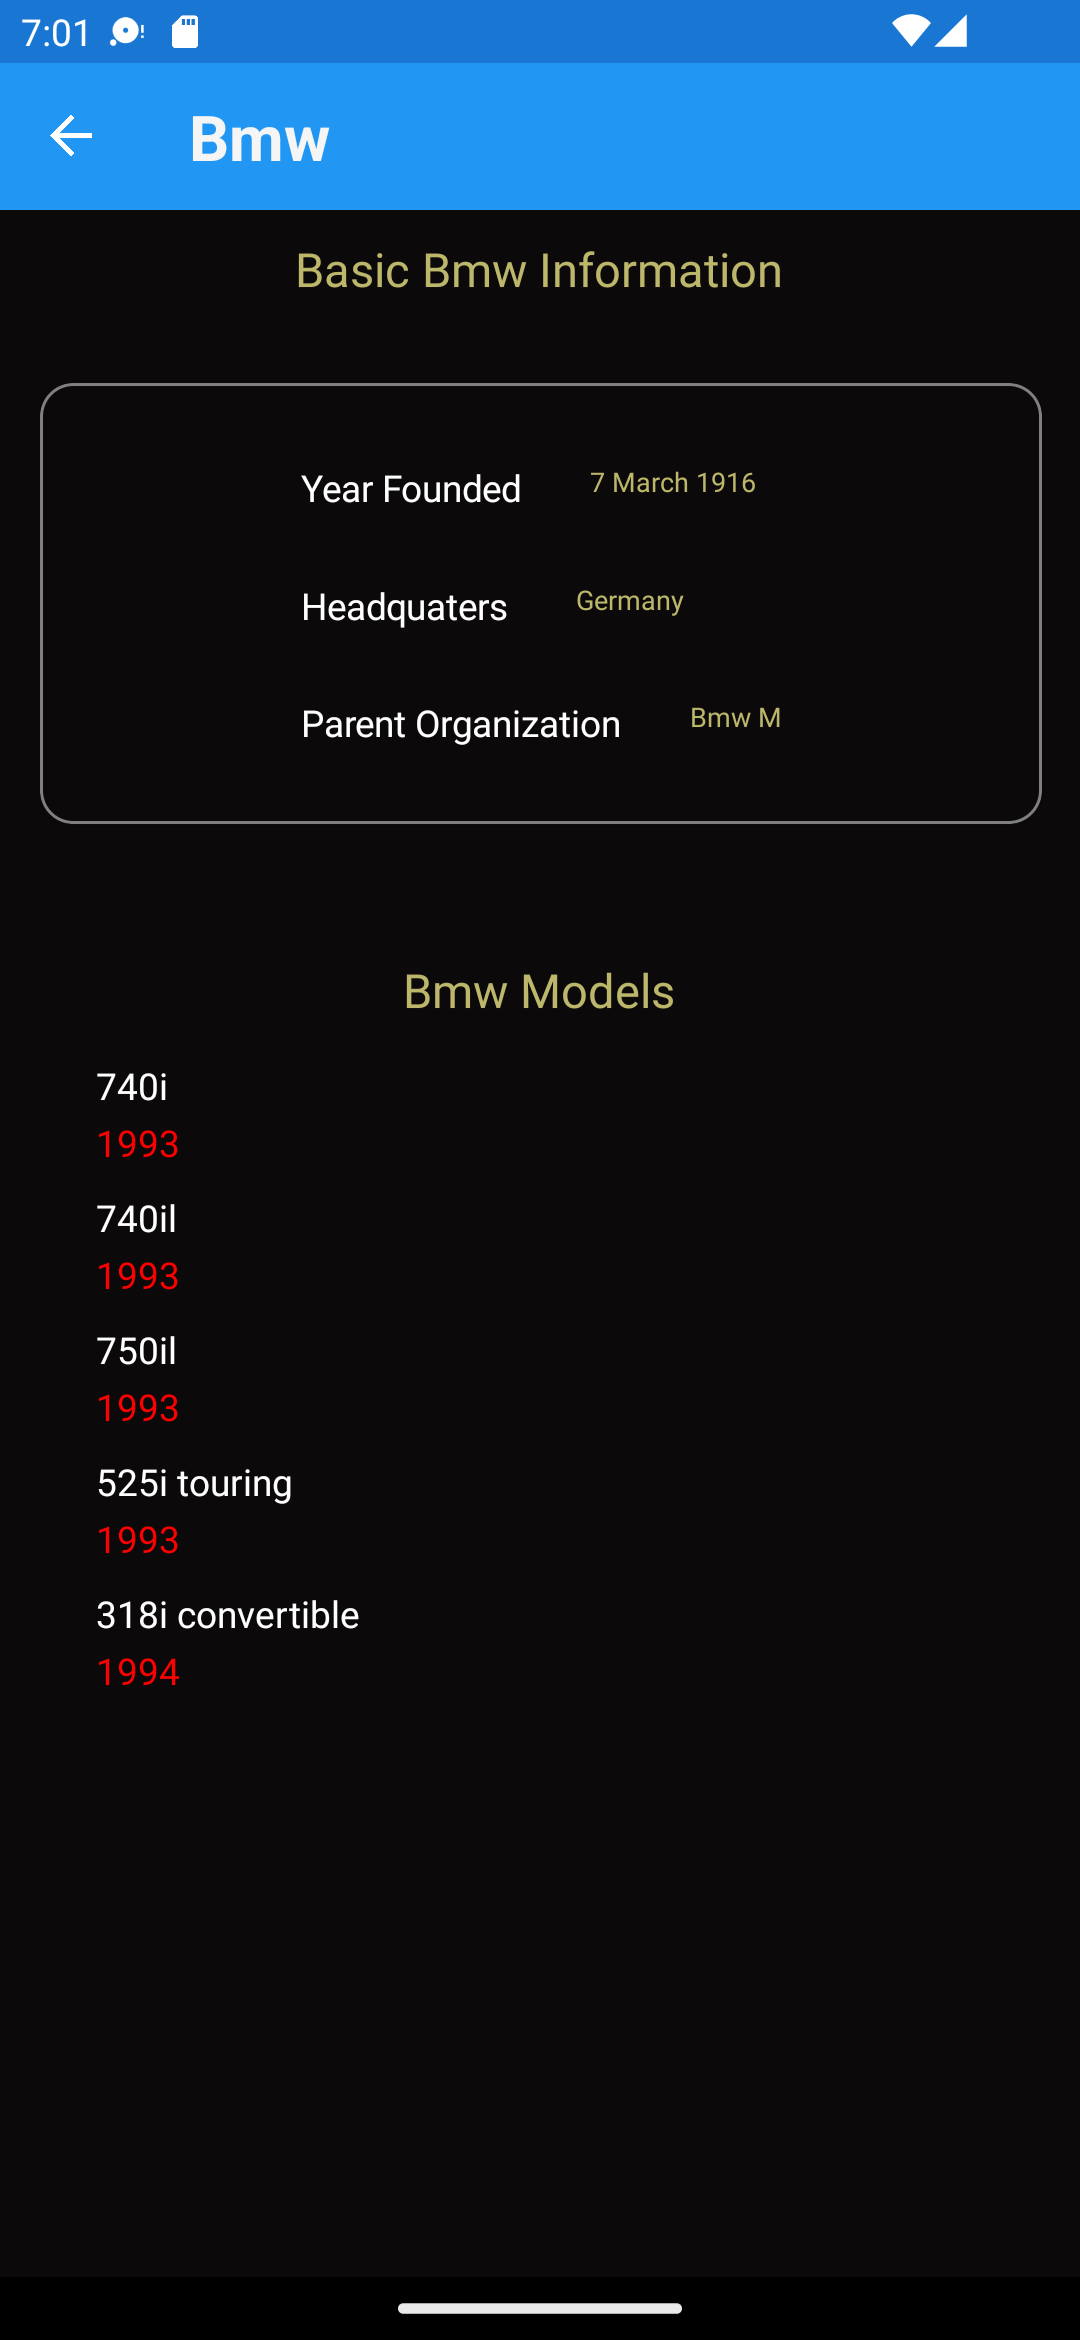 7:01
Bmw
Basic Bmw Information
Year Founded 7 March 1916
Headquaters Germany
Parent Organization Bmw M
Bmw Models
740i
1993
740il
1993
750il
1993
525i touring
1993
318i convertible
1994